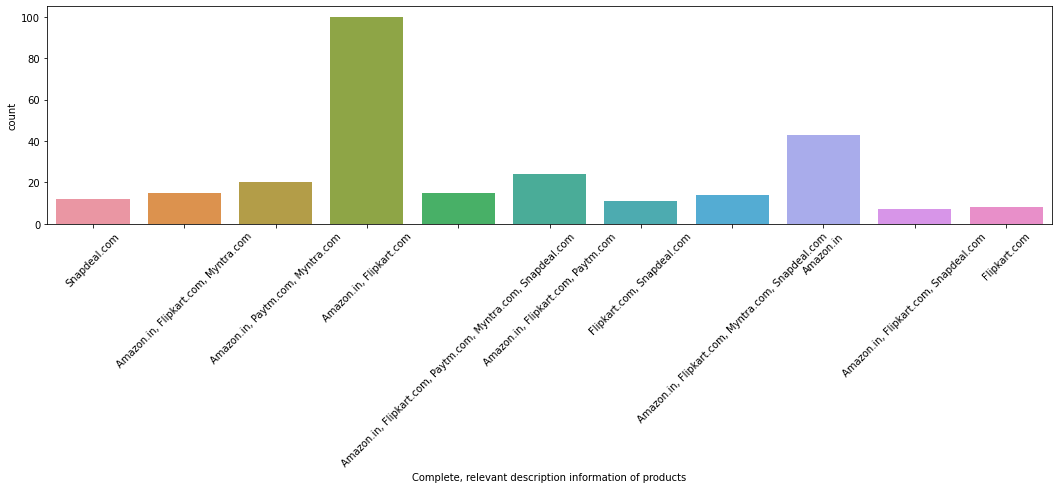 100
80
60
40
20
0
count
Snapdeal.com
Amazon.in, Flipkart.com, Myntra.com
Amazon.in, Paytm.com, Myntra.com
Amazon.in, Flipkart.com
Amazon.in, Flipkart.com, Paytm.com, Myntra.com, Snapdeal.com
Amazon.in, Flipkart.com, Paytm.com
Flipkart.com, Snapdeal.com
Amazon.in, Flipkart.com, Myntra.com, Snapdeal.com
Amazon.in
Amazon.in, Flipkart.com, Snapdeal.com
Flipkart.com
Complete, relevant description information of products